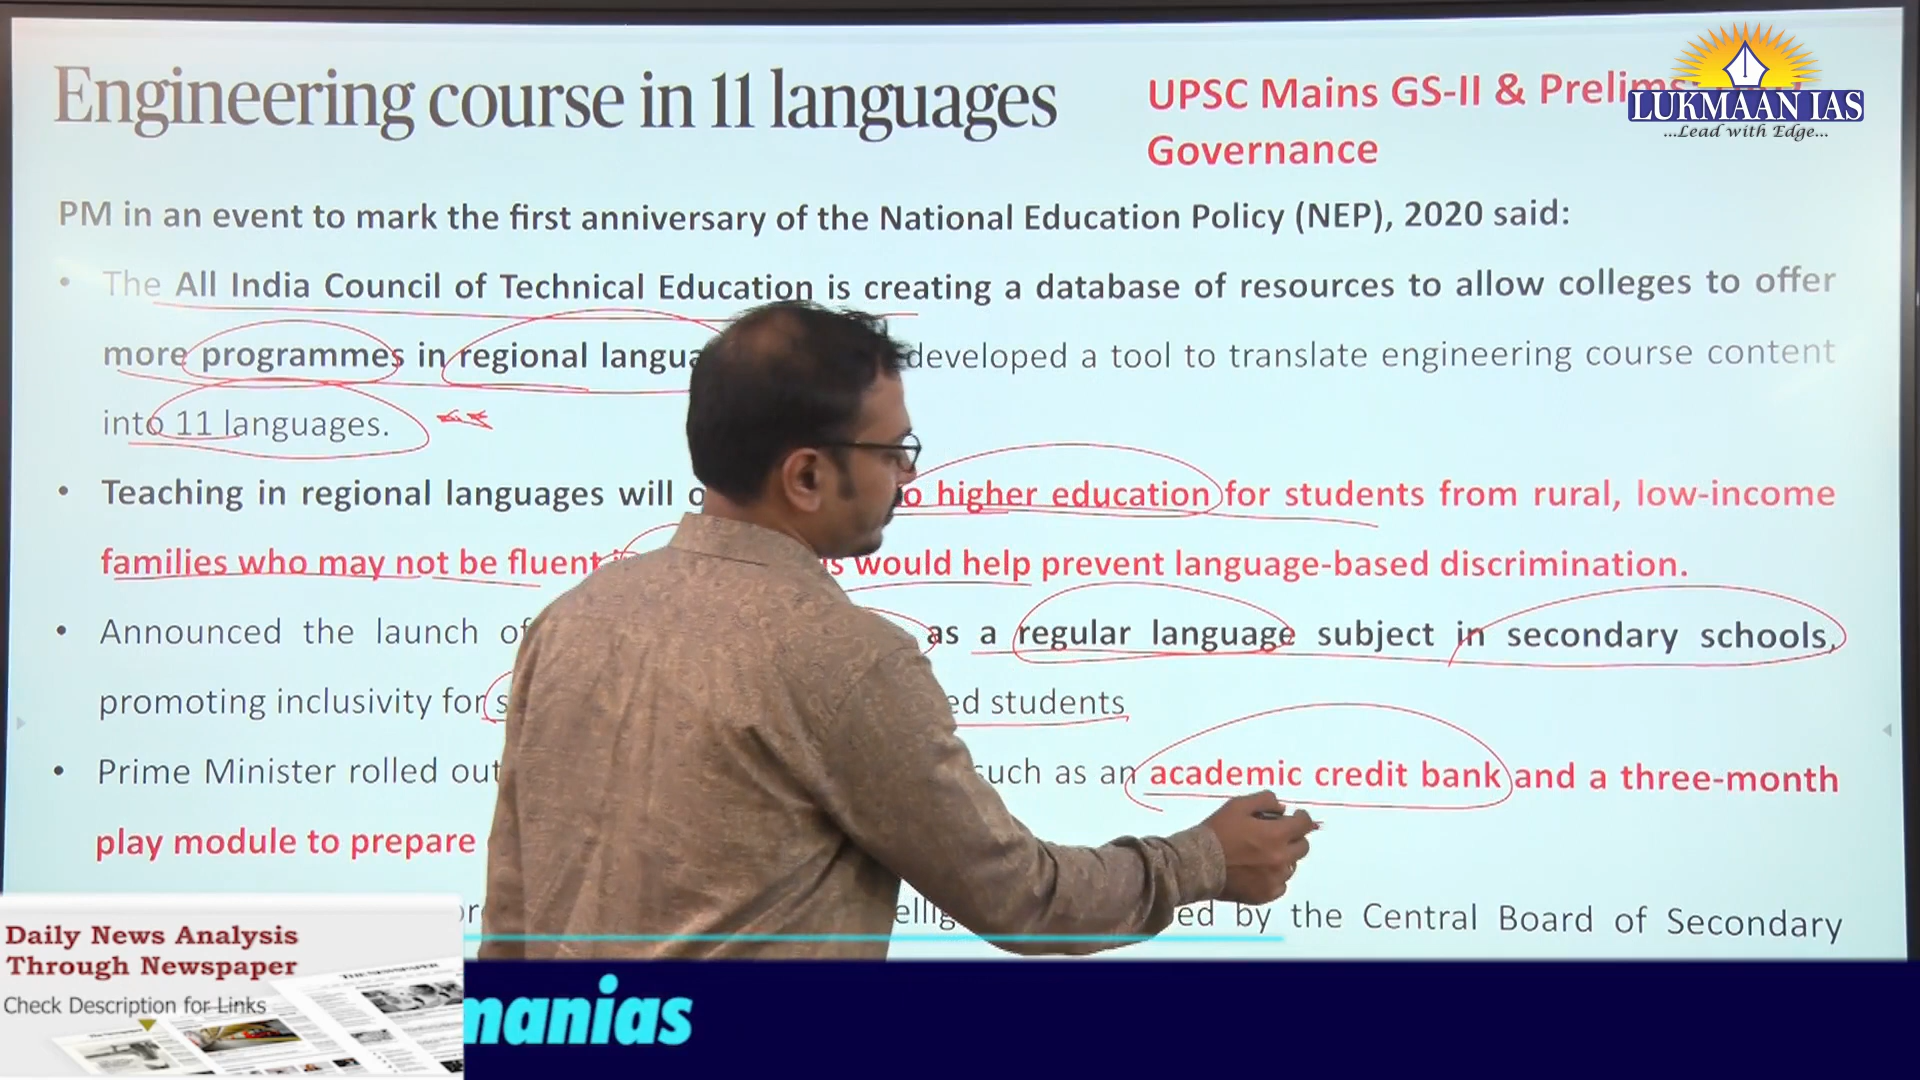 Engineering course in 11 languages
UPSC Mains GS-II & Prelims
Governance
LUKMAAN IAS
...Lead with Edge...
PM in an event to mark the first anniversary of the National Education Policy (NEP), 2020 said:
• The All India Council of Technical Education is creating a database of resources to allow colleges to offer
more programmes in regional developed a tool to translate engineering course content
into 11 languages.
• Teaching in regional languages will higher education for students from rural, low-income
families who may not be fluent would help prevent language-based discrimination.
• Announced the launch of as a regular language subject in secondary schools,
promoting inclusivity for students
• Prime Minister rolled out such as an academic credit bank and a three-month
play module to prepare
by the Central Board of Secondary
Daily News Analysis
Through Newspaper
Check Description for Links
manias